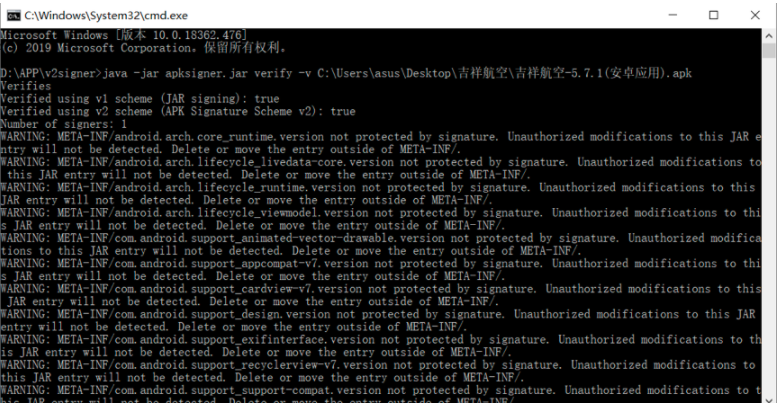 C:\Windows\System32\cmd.exe
Microsoft Windows [版本 10.0.18362.476]
(c) 2019 Microsoft Corporation。保留所有权利。
D:\APP\v2signer>java -jar apksigner.jar verify -v C:\Users\asus\Desktop\吉祥航空\吉祥航空-5.7.1(安卓应用).apk
Verifies
Verified using v1 scheme (JAR signing): true
Verified using v2 scheme (APK Signature Scheme v2): true
Number of signers: 1
WARNING: META-INF/android.arch.core_runtime.version not protected by signature. Unauthorized modifications to this JAR e
ntry will not be detected. Delete or move the entry outside of META-INF/.
WARNING: META-INF/android.arch.lifecycle_livedata-core.version not protected by signature. Unauthorized modifications to
 this JAR entry will not be detected. Delete or move the entry outside of META-INF/.
WARNING: META-INF/android.arch.lifecycle_runtime.version not protected by signature. Unauthorized modifications to this
JAR entry will not be detected. Delete or move the entry outside of META-INF/.
WARNING: META-INF/android.arch.lifecycle_viewmodel.version not protected by signature. Unauthorized modifications to thi
s JAR entry will not be detected. Delete or move the entry outside of META-INF/.
WARNING: META-INF/com.android.support_animated-vector-drawable.version not protected by signature. Unauthorized modifica
tions to this JAR entry will not be detected. Delete or move the entry outside of META-INF/.
WARNING: META-INF/com.android.support_appcompat-v7.version not protected by signature. Unauthorized modifications to thi
s JAR entry will not be detected. Delete or move the entry outside of META-INF/.
WARNING: META-INF/com.android.support_cardview-v7.version not protected by signature. Unauthorized modifications to this
 JAR entry will not be detected. Delete or move the entry outside of META-INF/.
WARNING: META-INF/com.android.support_design.version not protected by signature. Unauthorized modifications to this JAR
entry will not be detected. Delete or move the entry outside of META-INF/.
WARNING: META-INF/com.android.support_exifinterface.version not protected by signature. Unauthorized modifications to th
is JAR entry will not be detected. Delete or move the entry outside of META-INF/.
WARNING: META-INF/com.android.support_recyclerview-v7.version not protected by signature. Unauthorized modifications to
this JAR entry will not be detected. Delete or move the entry outside of META-INF/.
WARNING: META-INF/com.android.support_support-compat.version not protected by signature. Unauthorized modifications to t
his JAR entry will not be detected. Delete or move the entry outside of META-INF/.